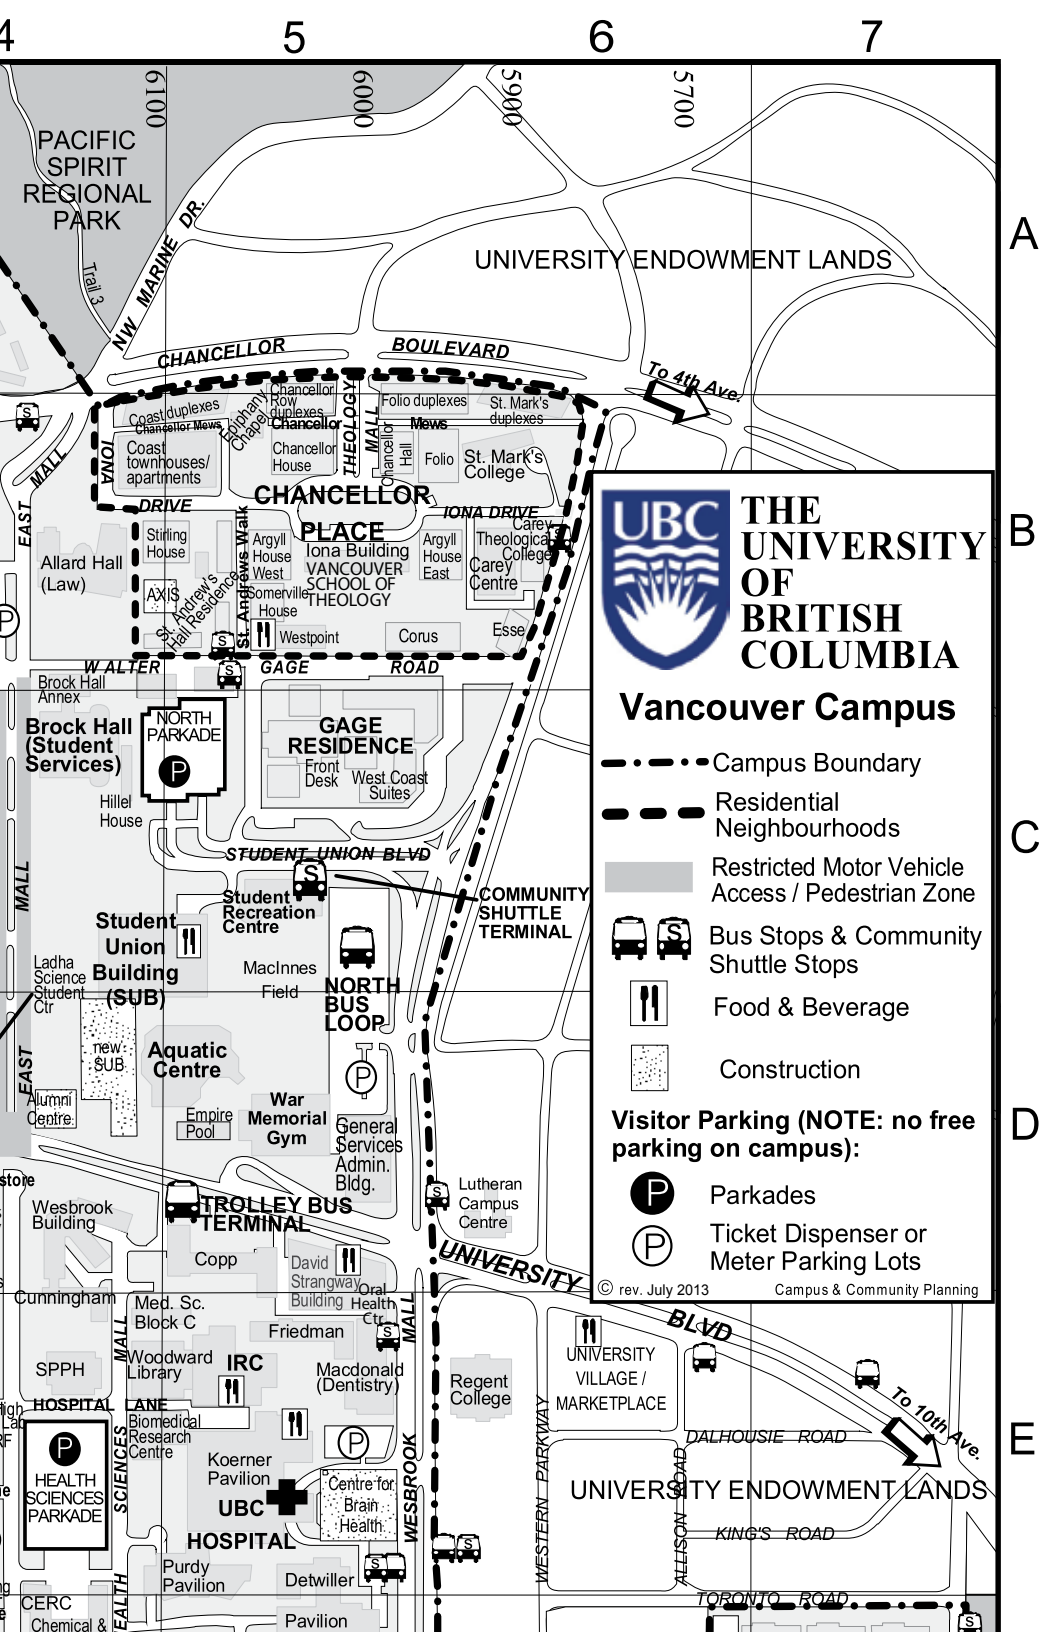 4
5
6
7
6100
6000
5900
5700
PACIFIC
SPIRIT
REGIONAL
PARK
Trail 3
NW MARINE DR.
UNIVERSITY ENDOWMENT LANDS
A
CHANCELLOR BOULEVARD
To 4th Ave.
Coast duplexes
Chancellor Mews
Epiphany
Chapel
Chancellor
Row
duplexes
Chancellor
THEOLOGY
MALL
Folio duplexes
Mews
St. Mark's
duplexes
IONA
Coast
townhouses/
apartments
Chancellor
House
Chancellor
Hall
Folio
St. Mark's
College
EAST
MALL
DRIVE
CHANCELLOR
PLACE
IONA DRIVE
B
Allard Hall
(Law)
Stirling
House
AXIS
St. Andrew's
Hall Residence
St. Andrews Walk
Argyll
House
West
Iona Building
VANCOUVER
SCHOOL OF
THEOLOGY
Argyll
House
East
Carey
Theological
College
Carey
Centre
Somerville
House
Westpoint
Corus
Esse
P
WALTER GAGE ROAD
UBC
THE
UNIVERSITY
OF
BRITISH
COLUMBIA
Vancouver Campus
Brock Hall
Annex
Brock Hall
(Student
Services)
NORTH
PARKADE
P
GAGE
RESIDENCE
Front
Desk
West Coast
Suites
Hillel
House
Campus Boundary
Residential
Neighbourhoods
C
STUDENT UNION BLVD
Restricted Motor Vehicle
Access / Pedestrian Zone
MALL
S
COMMUNITY
SHUTTLE
TERMINAL
Student
Recreation
Centre
Student
Union
Building
(SUB)
S
Bus Stops & Community
Shuttle Stops
Ladha
Science
Student
Ctr
MacInnes
Field
NORTH
BUS
LOOP
Food & Beverage
EAST
new
SUB
Aquatic
Centre
P
Construction
Alumni
Centre
Empire
Pool
War
Memorial
Gym
General
Services
Admin.
Bldg.
Visitor Parking (NOTE: no free
parking on campus):
D
P
Parkades
P
Ticket Dispenser or
Meter Parking Lots
© rev. July 2013
Campus & Community Planning
store
Wesbrook
Building
TROLLEY BUS
TERMINAL
Lutheran
Campus
Centre
UNIVERSITY BLVD
Copp
David
Strangway
Building
Oral
Health
Ctr
Cunningham
MALL
Med. Sc.
Block C
Friedman
MALL
SPPH
Woodward
Library
IRC
Macdonald
(Dentistry)
Regent
College
UNIVERSITY
VILLAGE /
MARKETPLACE
To 10th Ave.
HOSPITAL LANE
Biomedical
Research
Centre
P
DALHOUSIE ROAD
E
P
HEALTH
SCIENCES
PARKADE
SCIENCES
Koerner
Pavilion
UBC
HOSPITAL
Centre for
Brain
Health
WESBROOK
WESTERN PARKWAY
ALLISON ROAD
UNIVERSITY ENDOWMENT LANDS
KING'S ROAD
Purdy
Pavilion
Detwiller
Pavilion
TORONTO ROAD
CERC
Chemical &